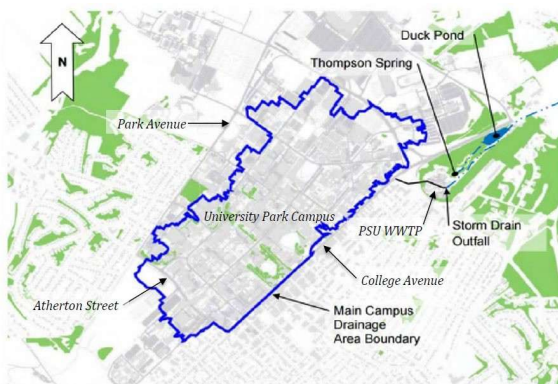 Duck Pond
Thompson Spring
N
Park Avenue
University Park Campus
PSU WWTP
Storm Drain
Outfall
College Avenue
Atherton Street
Main Campus
Drainage
Area Boundary